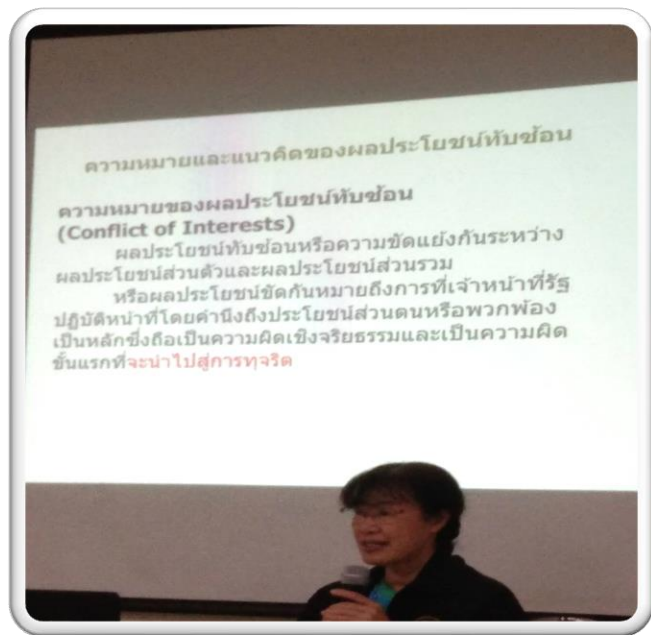 ความหมายและแนวคิดของผลประโยชน์ทับซ้อน
ความหมายของผลประโยชน์ทับซ้อน
(Conflict of Interests)
ผลประโยชน์ทับซ้อนหรือความขัดแย้งกันระหว่าง
ผลประโยชน์ส่วนตัวและผลประโยชน์ส่วนรวม
หรือผลประโยชน์ขัดกันหมายถึงการที่เจ้าหน้าที่รัฐ
ปฏิบัติหน้าที่โดยคำนึงถึงประโยชน์ส่วนตนหรือพวกพ้อง
เป็นหลักซึ่งถือเป็นความผิดเชิงจริยธรรมและเป็นความผิด
ขั้นแรกที่จะนำไปสู่การทุจริต